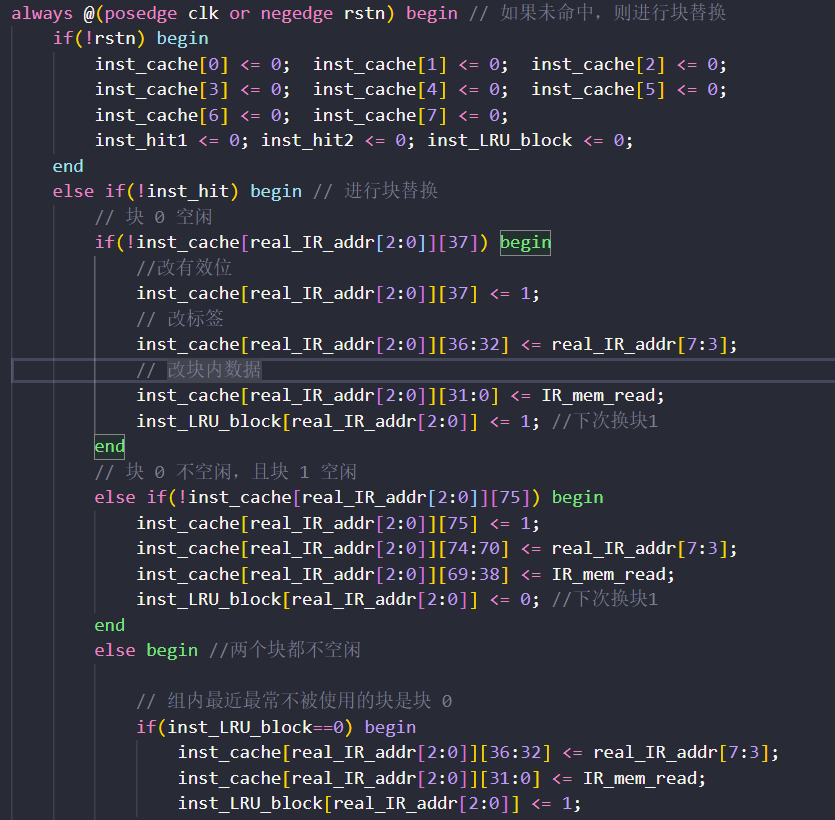 always @(posedge clk or negedge rstn) begin // 如果未命中，则进行块替换
if(!rstn) begin
inst_cache[0] <= 0;  inst_cache[1] <= 0;  inst_cache[2] <= 0;
inst_cache[3] <= 0;  inst_cache[4] <= 0;  inst_cache[5] <= 0;
inst_cache[6] <= 0;  inst_cache[7] <= 0;
inst_hit1 <= 0; inst_hit2 <= 0; inst_LRU_block <= 0;
end
else if(!inst_hit) begin // 进行块替换
// 块 0 空闲
if(!inst_cache[real_IR_addr[2:0]][37]) begin
//改有效位
inst_cache[real_IR_addr[2:0]][37] <= 1;
// 改标签
inst_cache[real_IR_addr[2:0]][36:32] <= real_IR_addr[7:3];
// 改块内数据
inst_cache[real_IR_addr[2:0]][31:0] <= IR_mem_read;
inst_LRU_block[real_IR_addr[2:0]] <= 1; //下次换块1
end
// 块 0 不空闲，且块 1 空闲
else if(!inst_cache[real_IR_addr[2:0]][75]) begin
inst_cache[real_IR_addr[2:0]][75] <= 1;
inst_cache[real_IR_addr[2:0]][74:70] <= real_IR_addr[7:3];
inst_cache[real_IR_addr[2:0]][69:38] <= IR_mem_read;
inst_LRU_block[real_IR_addr[2:0]] <= 0; //下次换块1
end
else begin //两个块都不空闲
// 组内最近最常不被使用的块是块 0
if(inst_LRU_block==0) begin
inst_cache[real_IR_addr[2:0]][36:32] <= real_IR_addr[7:3];
inst_cache[real_IR_addr[2:0]][31:0] <= IR_mem_read;
inst_LRU_block[real_IR_addr[2:0]] <= 1;